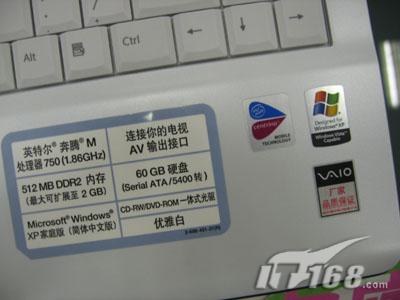 Alt
Ctrl
英特尔® 奔腾® M
处理器 750 (1.86GHz)
连接你的电视
AV 输出接口
512 MB DDR2 内存
(最大可扩展至 2 GB)
60 GB 硬盘
(Serial ATA/5400 转)
Microsoft® Windows®
XP家庭版 (简体中文版)
CD-RW/DVD-ROM 一体式光驱
优雅白
centrino
MOBILE
TECHNOLOGY
Designed for
Windows® XP
Windows Vista™
Capable
VAIO
厂家
品质保证
IT168.com